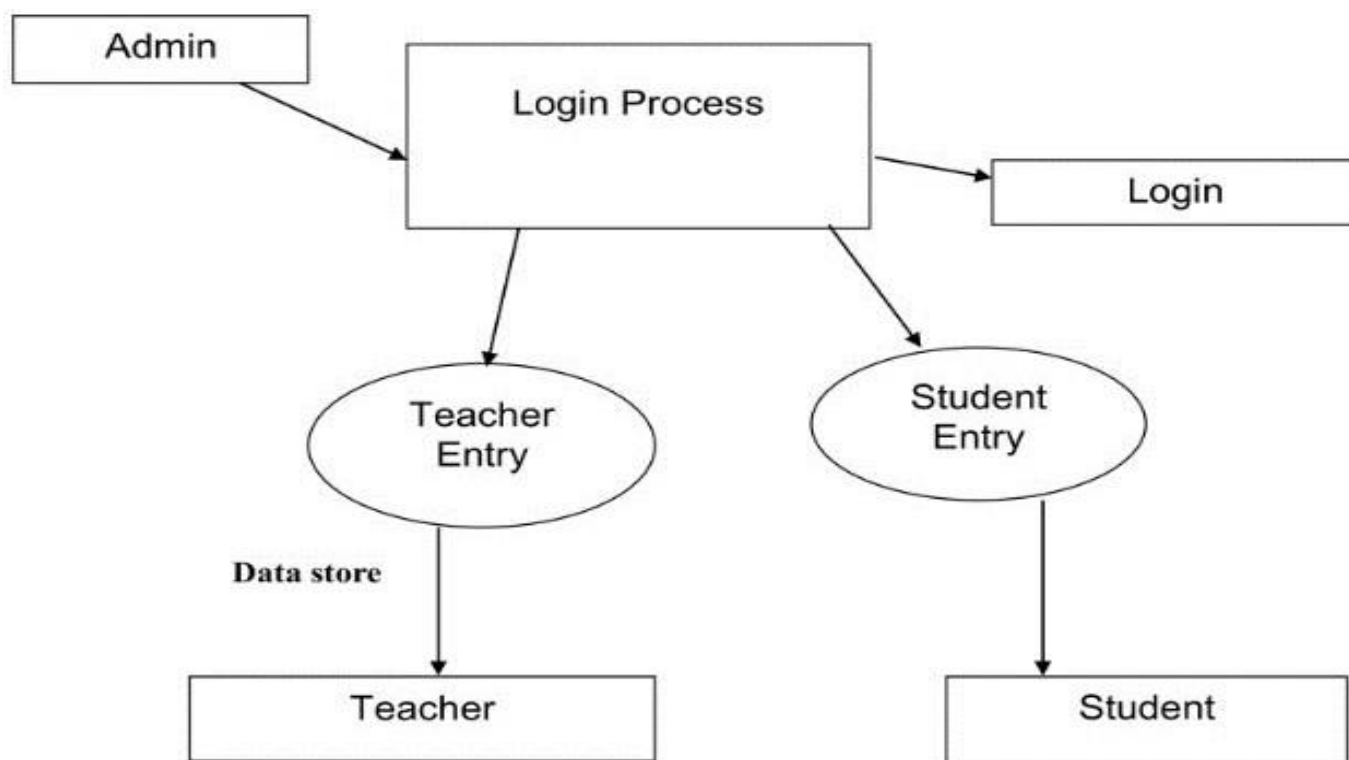 Admin
Login Process
Login
Teacher
Entry
Student
Entry
Data store
Teacher
Student